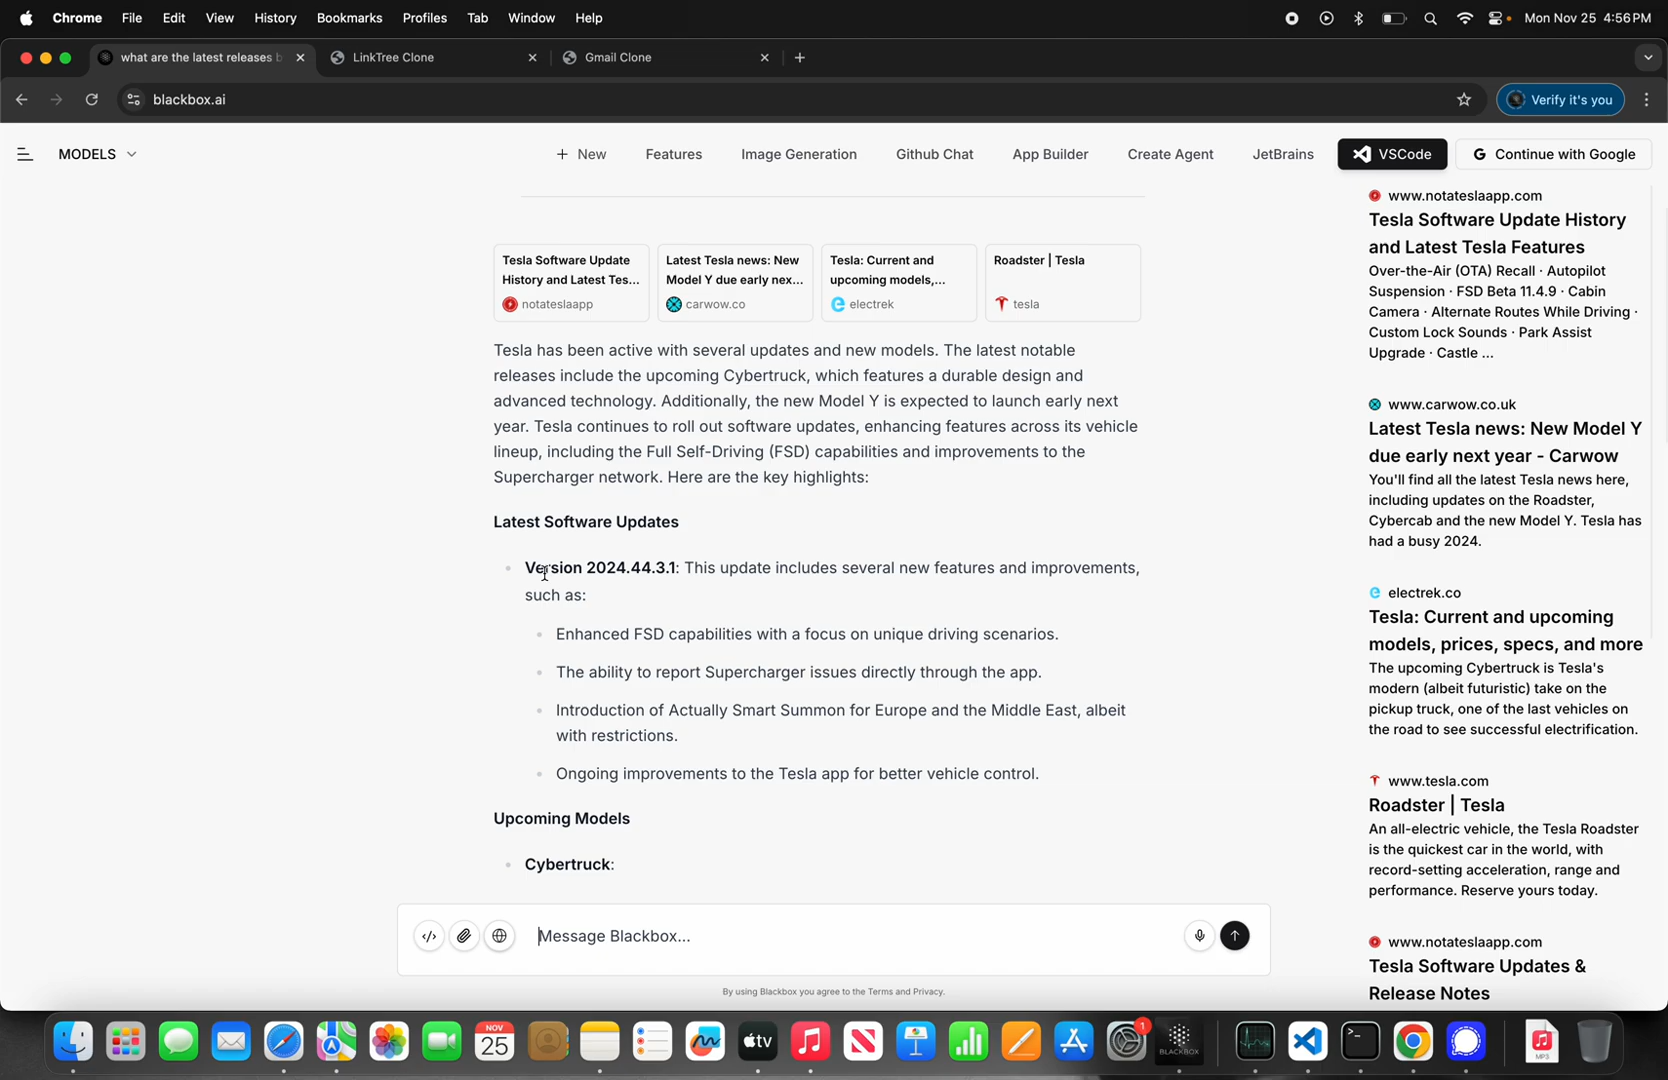 Chrome File Edit View History Bookmarks Profiles Tab Window Help Mon Nov 25 4:56 PM
what are the latest releases b LinkTree Clone Gmail Clone
blackbox.ai Verify it's you
MODELS + New Features Image Generation Github Chat App Builder Create Agent JetBrains VSCode Continue with Google
Tesla Software Update
History and Latest Tes...
notateslaapp
Latest Tesla news: New
Model Y due early nex...
carwow.co
Tesla: Current and
upcoming models,...
electrek
Roadster | Tesla
tesla
Tesla has been active with several updates and new models. The latest notable
releases include the upcoming Cybertruck, which features a durable design and
advanced technology. Additionally, the new Model Y is expected to launch early next
year. Tesla continues to roll out software updates, enhancing features across its vehicle
lineup, including the Full Self-Driving (FSD) capabilities and improvements to the
Supercharger network. Here are the key highlights:
Latest Software Updates
Version 2024.44.3.1: This update includes several new features and improvements,
such as:
Enhanced FSD capabilities with a focus on unique driving scenarios.
The ability to report Supercharger issues directly through the app.
Introduction of Actually Smart Summon for Europe and the Middle East, albeit
with restrictions.
Ongoing improvements to the Tesla app for better vehicle control.
Upcoming Models
Cybertruck:
Message Blackbox...
By using Blackbox you agree to the Terms and Privacy.
www.notateslaapp.com
Tesla Software Update History
and Latest Tesla Features
Over-the-Air (OTA) Recall · Autopilot
Suspension · FSD Beta 11.4.9 · Cabin
Camera · Alternate Routes While Driving ·
Custom Lock Sounds · Park Assist
Upgrade · Castle ...
www.carwow.co.uk
Latest Tesla news: New Model Y
due early next year - Carwow
You'll find all the latest Tesla news here,
including updates on the Roadster,
Cybercab and the new Model Y. Tesla has
had a busy 2024.
electrek.co
Tesla: Current and upcoming
models, prices, specs, and more
The upcoming Cybertruck is Tesla's
modern (albeit futuristic) take on the
pickup truck, one of the last vehicles on
the road to see successful electrification.
www.tesla.com
Roadster | Tesla
An all-electric vehicle, the Tesla Roadster
is the quickest car in the world, with
record-setting acceleration, range and
performance. Reserve yours today.
www.notateslaapp.com
Tesla Software Updates &
Release Notes
NOV
25
tv
1
BLACKBOX
MP3